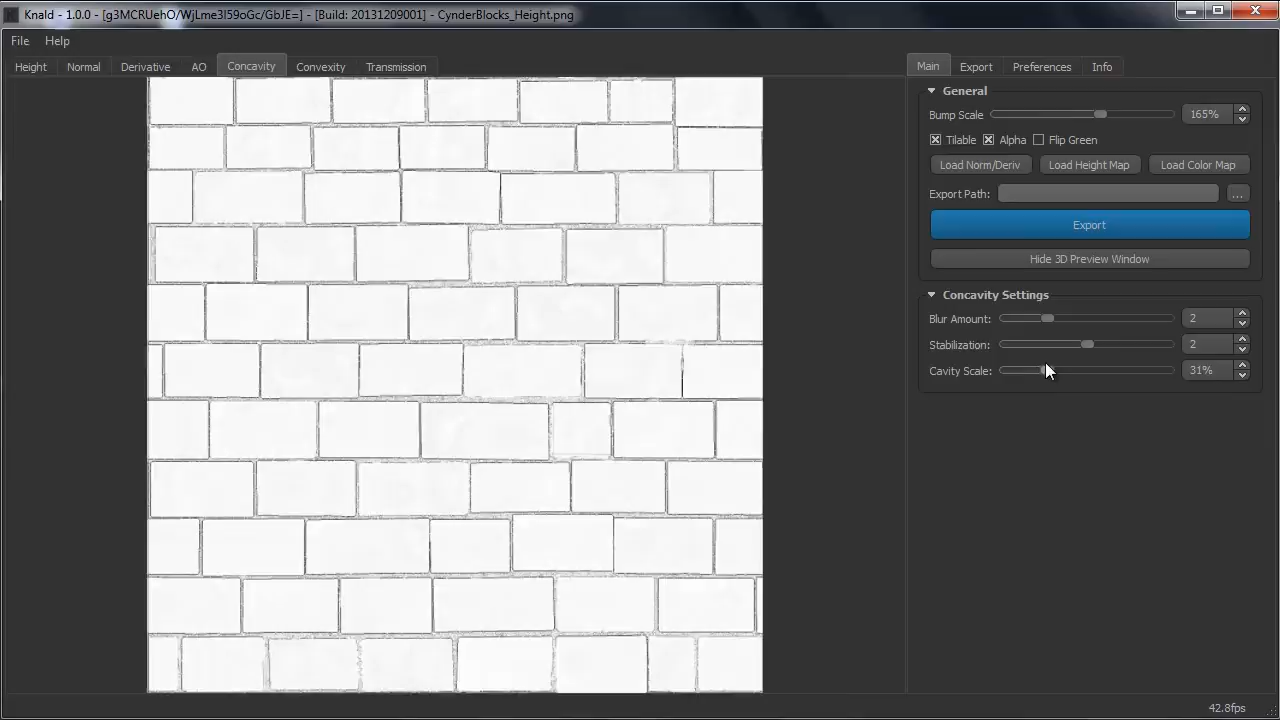 Knald - 1.0.0 - [g3MCRUehO/WjLme3I59oGc/GbJE=] - [Build: 20131209001] - CynderBlocks_Height.png
File Help
Height Normal Derivative AO Concavity Convexity Transmission
Main Export Preferences Info
General
Bump Scale 165%
Tilable Alpha Flip Green
Load Norm/Deriv Load Height Map Load Color Map
Export Path: ...
Export
Hide 3D Preview Window
Concavity Settings
Blur Amount: 2
Stabilization: 2
Cavity Scale: 31%
42.8fps